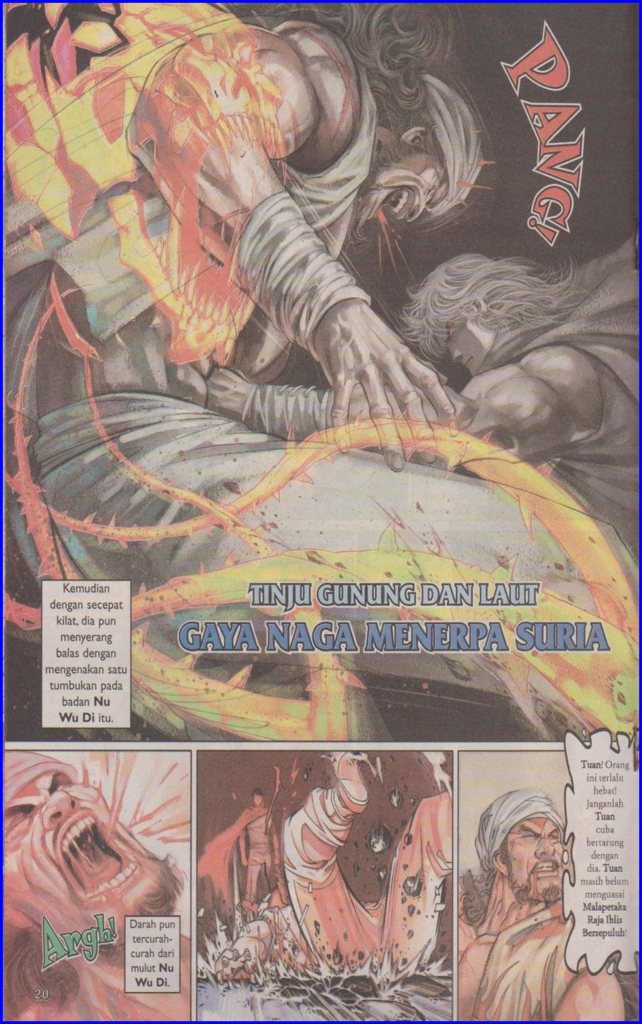 PANG!
TINJU GUNUNG DAN LAUT
GAYA NAGA MENERPA SURIA
Kemudian
dengan secepat
kilat, dia pun
menyerang
balas dengan
mengenakan satu
tumbukan pada
badan Nu
Wu Di itu.
Argh!
Darah pun
tercurah-
curah dari
mulut Nu
Wu Di.
Tuan! Orang
ini terlalu
hebat!
Janganlah
Tuan
cuba
bertarung
dengan
dia. Tuan
masih belum
menguasai
Malapetaka
Raja Iblis
Bersepuluh!
20